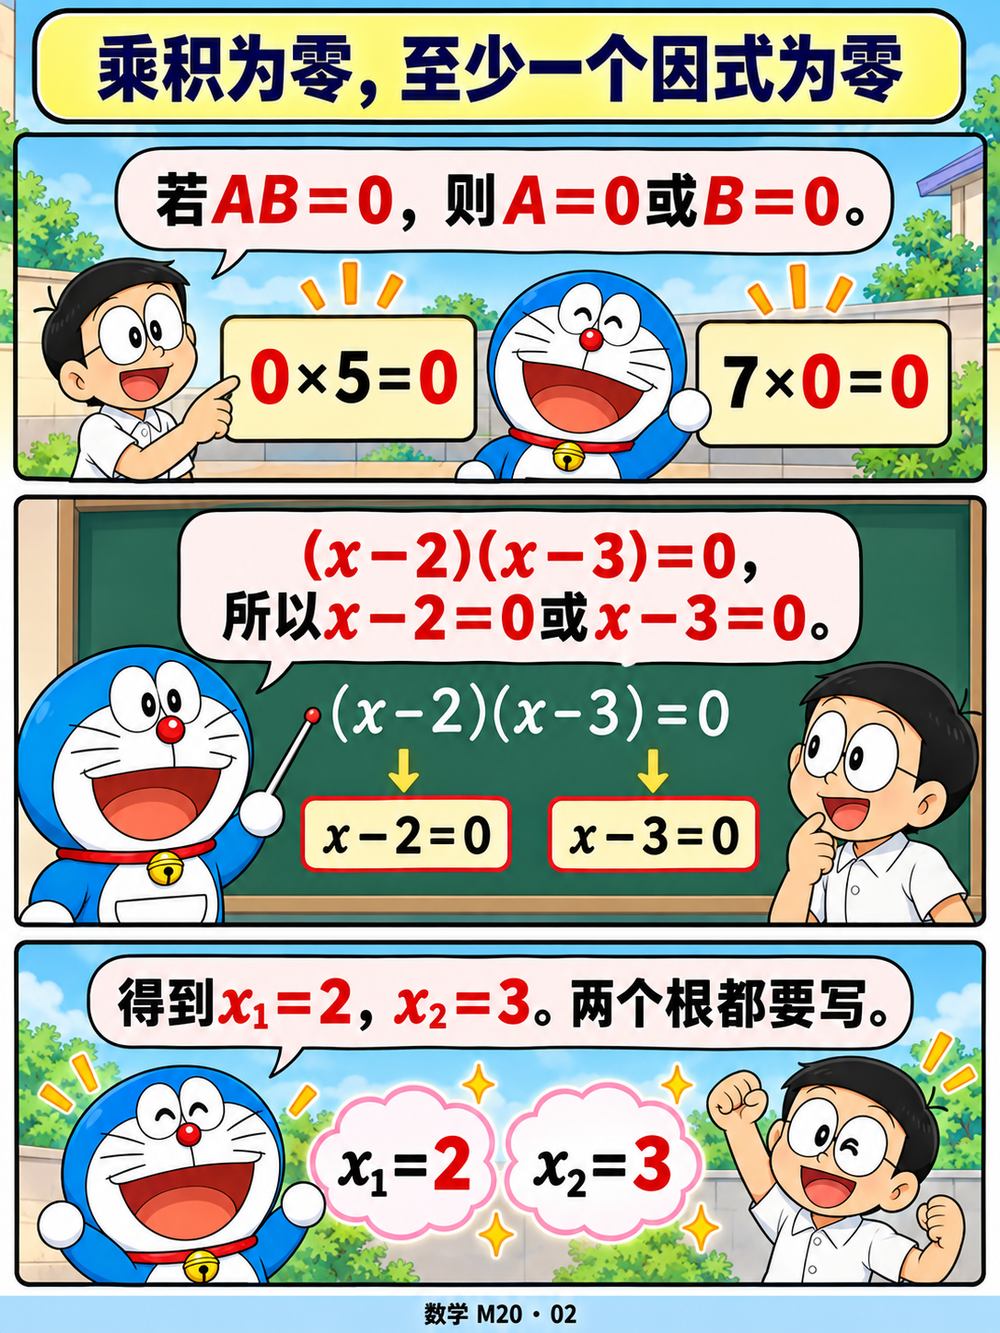 乘积为零，至少一个因式为零
若AB=0，则A=0或B=0。
0×5=0
7×0=0
(x−2)(x−3)=0，
所以x−2=0或x−3=0。
(x−2)(x−3)=0
x−2=0
x−3=0
得到x₁=2，x₂=3。两个根都要写。
x₁=2
x₂=3
数学 M20 · 02